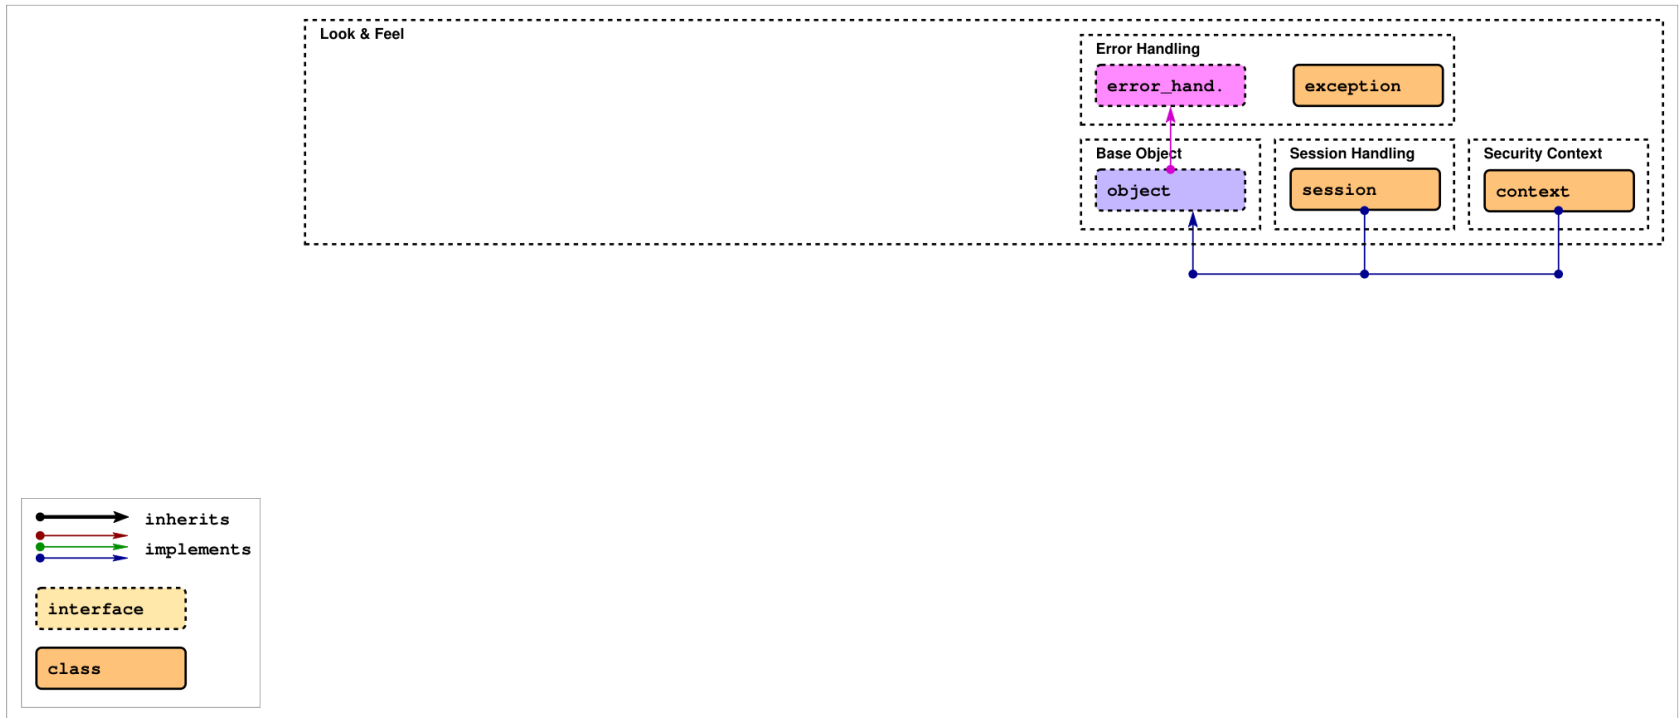 Look & Feel
Error Handling
error_hand.
exception
Base Object
Session Handling
Security Context
object
session
context
inherits
implements
interface
class